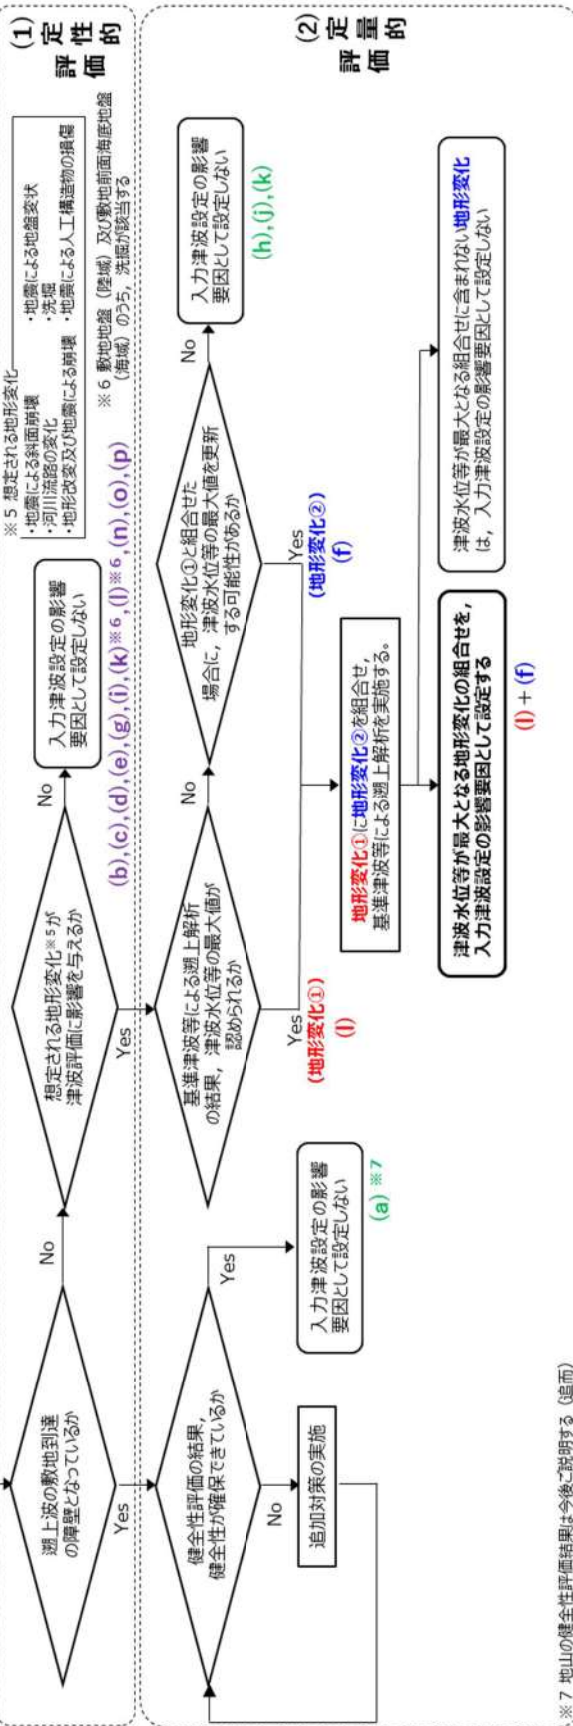 遡上波の敷地到達
の障壁となっているか
No
Yes
想定される地形変化※5が
津波評価に影響を与えるか
No
Yes
入力津波設定の影響
要因として設定しない
(b),(c),(d),(e),(g),(i),(k)※6,(l)※6,(n),(o),(p)
※5 想定される地形変化
・地震による斜面崩壊
・地震による地盤変状
・河川流路の変化
・洗堀
・地形改変及び地震による崩壊
・地震による人工構造物の損傷
※6 敷地地盤（陸域）及び敷地前面海底地盤
（海域）のうち，洗掘が該当する
(1)
定性的
評価
健全性評価の結果，
健全性が確保できているか
Yes
No
追加対策の実施
入力津波設定の影響
要因として設定しない
(a) ※7
基準津波等による遡上解析
の結果，津波水位等の最大値が
認められるか
No
Yes
(地形変化①)
(l)
地形変化①と組合せた
場合に，津波水位等の最大値を更新
する可能性があるか
No
Yes
(地形変化②)
(f)
入力津波設定の影響
要因として設定しない
(h),(j),(k)
地形変化①に地形変化②を組合せ，
基準津波等による遡上解析を実施する。
津波水位等が最大となる地形変化の組合せを，
入力津波設定の影響要因として設定する
(l) + (f)
津波水位等が最大となる組合せに含まれない地形変化
は，入力津波設定の影響要因として設定しない
(2)
定量的
評価
※7 地山の健全性評価結果は今後ご説明する（追而）